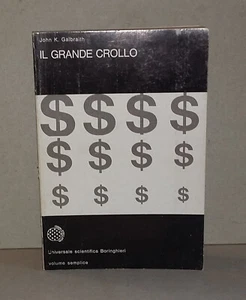 John K. Galbraith
IL GRANDE CROLLO
$ $ $ $
$ $ $ $
$ $ $ $
Universale scientifica Boringhieri
volume semplice